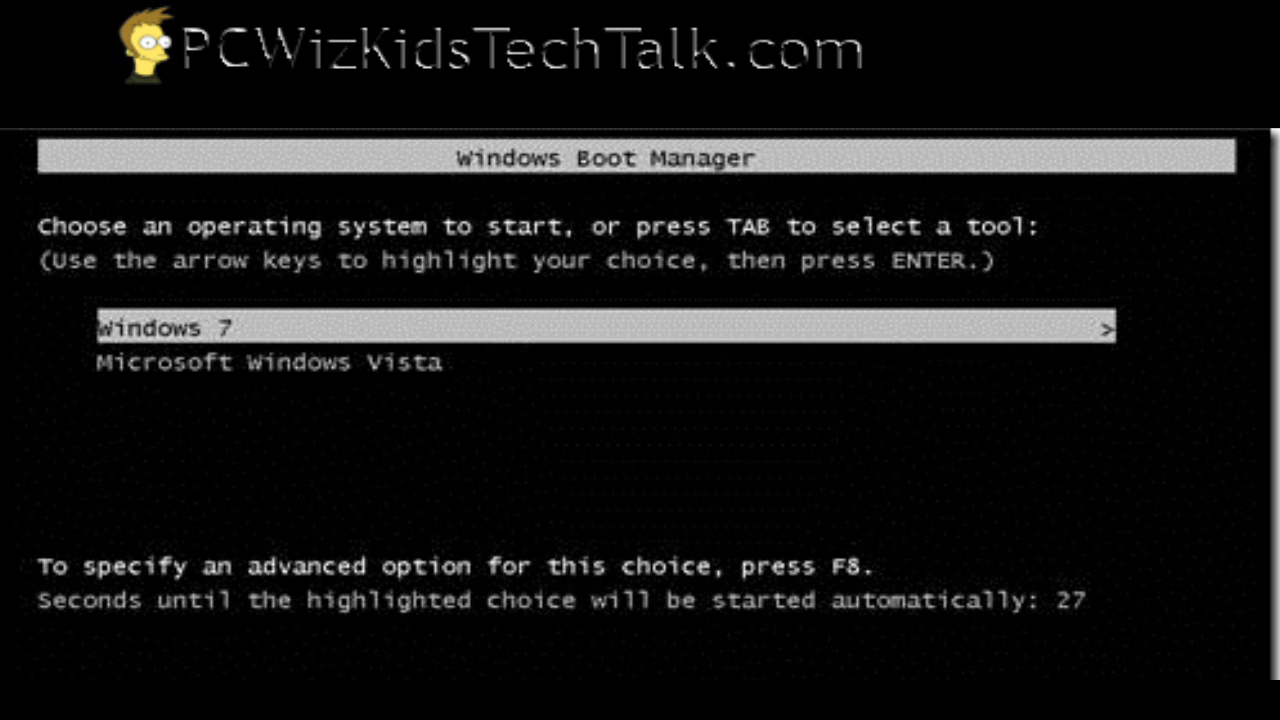 PCWizKidsTechTalk.com
Windows Boot Manager
Choose an operating system to start, or press TAB to select a tool:
(Use the arrow keys to highlight your choice, then press ENTER.)
Windows 7 >
Microsoft Windows Vista
To specify an advanced option for this choice, press F8.
Seconds until the highlighted choice will be started automatically: 27